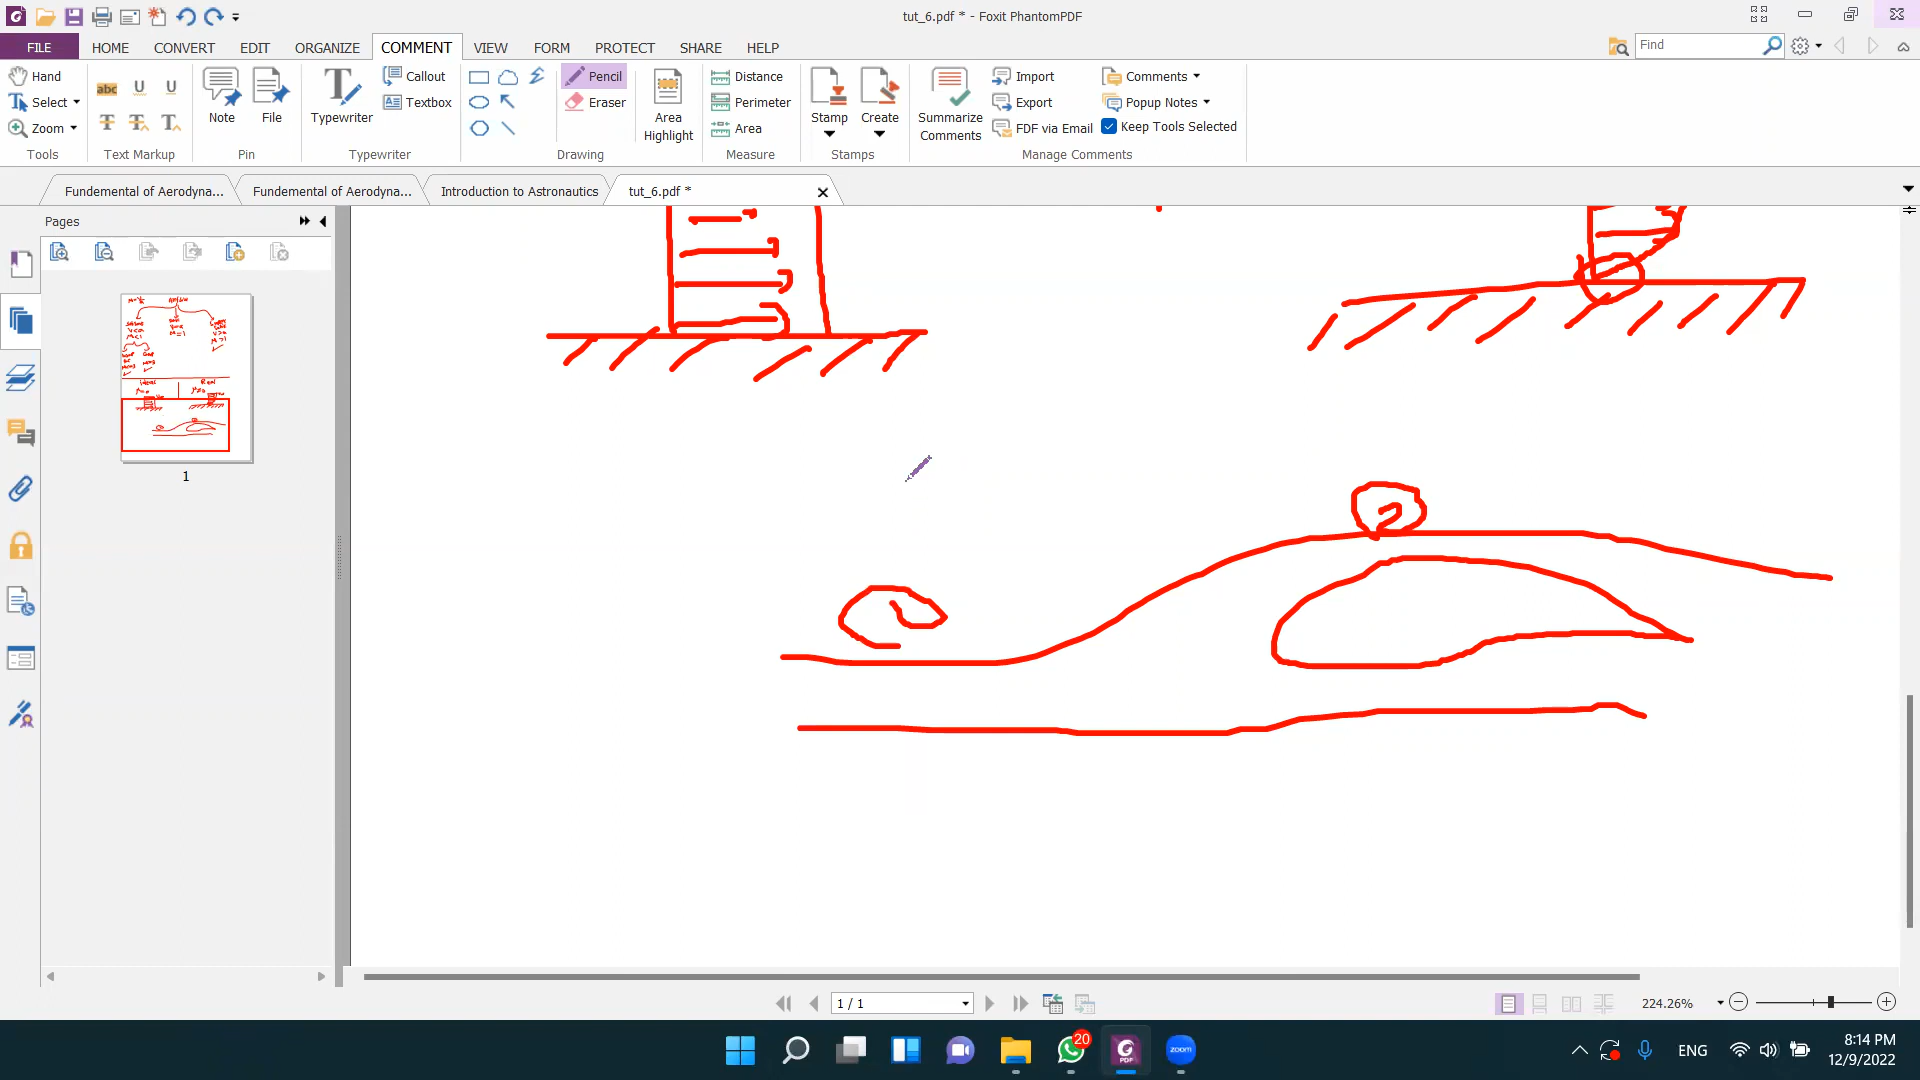 tut_6.pdf * - Foxit PhantomPDF
FILE HOME CONVERT EDIT ORGANIZE COMMENT VIEW FORM PROTECT SHARE HELP
Find
Hand
Select
Zoom
Tools
abc U U
T T T
Text Markup
Note
File
Pin
Typewriter
Callout
Textbox
Typewriter
Pencil
Eraser
Drawing
Area
Highlight
Distance
Perimeter
Area
Measure
Stamp
Create
Stamps
Summarize
Comments
Import
Export
FDF via Email
Comments
Popup Notes
Keep Tools Selected
Manage Comments
Fundemental of Aerodyna...
Fundemental of Aerodyna...
Introduction to Astronautics
tut_6.pdf *
Pages
1
2
1 / 1
224.26%
20
PDF
zoom
ENG
8:14 PM
12/9/2022